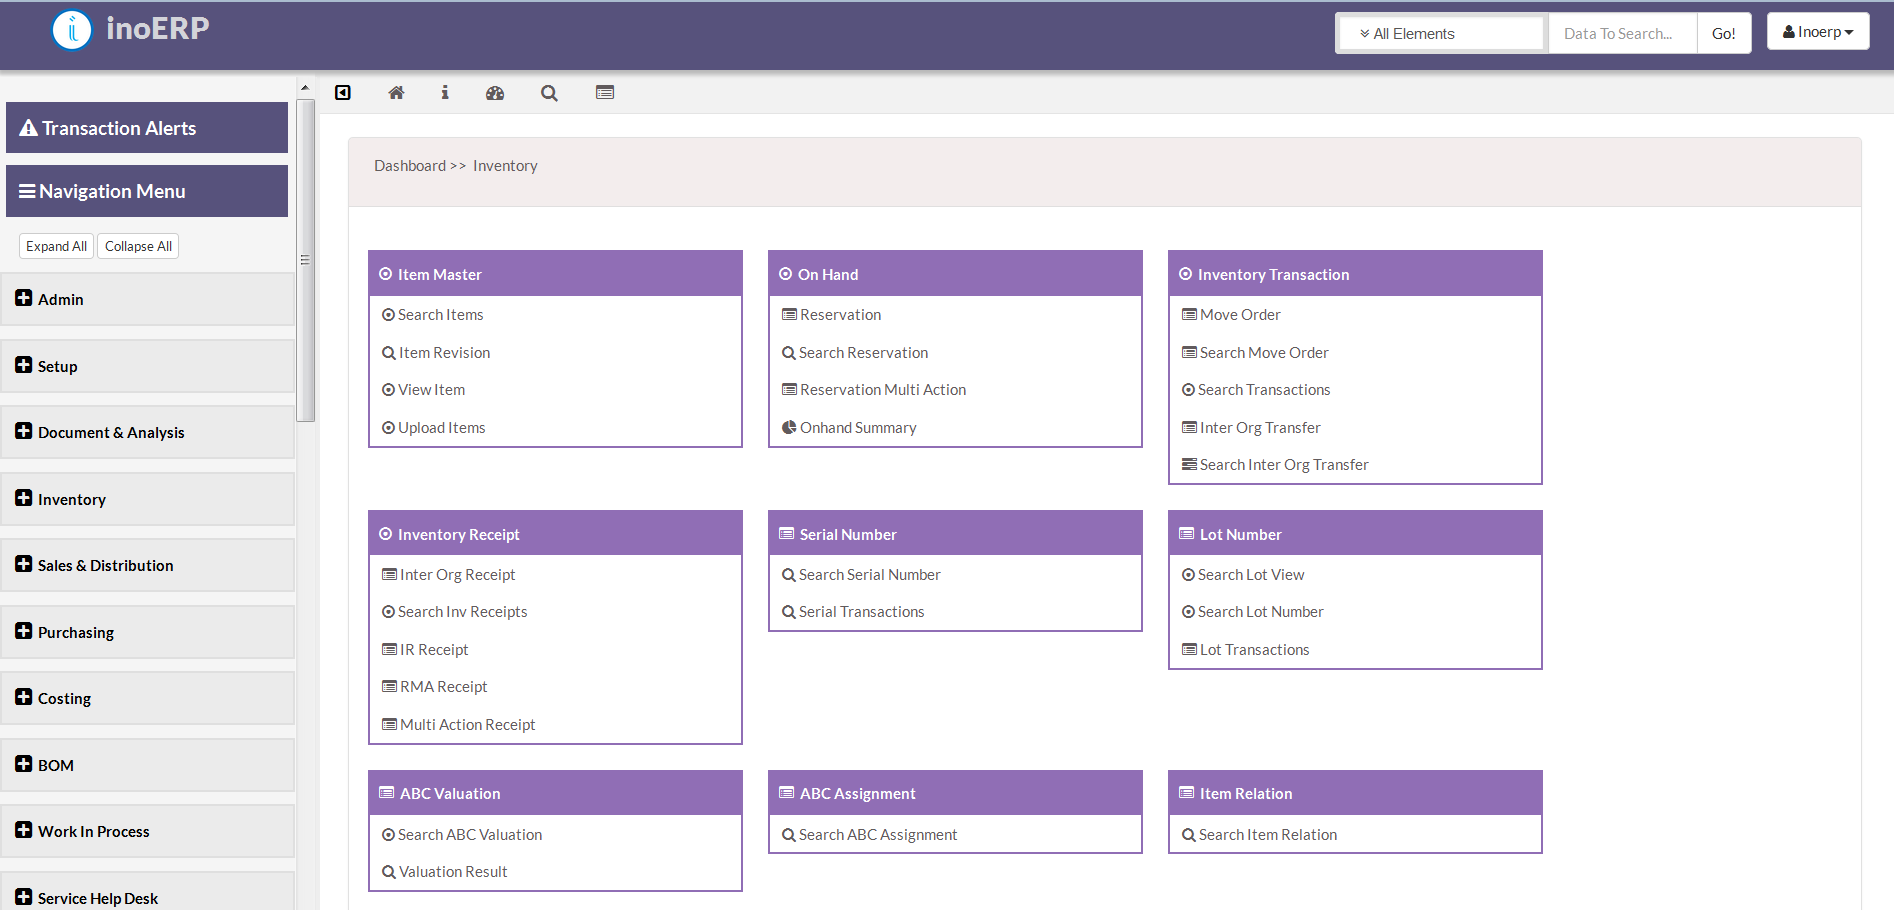 inoERP
All Elements
Data To Search...
Go!
Inoerp
Transaction Alerts
Navigation Menu
Expand All
Collapse All
Admin
Setup
Document & Analysis
Inventory
Sales & Distribution
Purchasing
Costing
BOM
Work In Process
Service Help Desk
Dashboard >> Inventory
Item Master
Search Items
Item Revision
View Item
Upload Items
On Hand
Reservation
Search Reservation
Reservation Multi Action
Onhand Summary
Inventory Transaction
Move Order
Search Move Order
Search Transactions
Inter Org Transfer
Search Inter Org Transfer
Inventory Receipt
Inter Org Receipt
Search Inv Receipts
IR Receipt
RMA Receipt
Multi Action Receipt
Serial Number
Search Serial Number
Serial Transactions
Lot Number
Search Lot View
Search Lot Number
Lot Transactions
ABC Valuation
Search ABC Valuation
Valuation Result
ABC Assignment
Search ABC Assignment
Item Relation
Search Item Relation